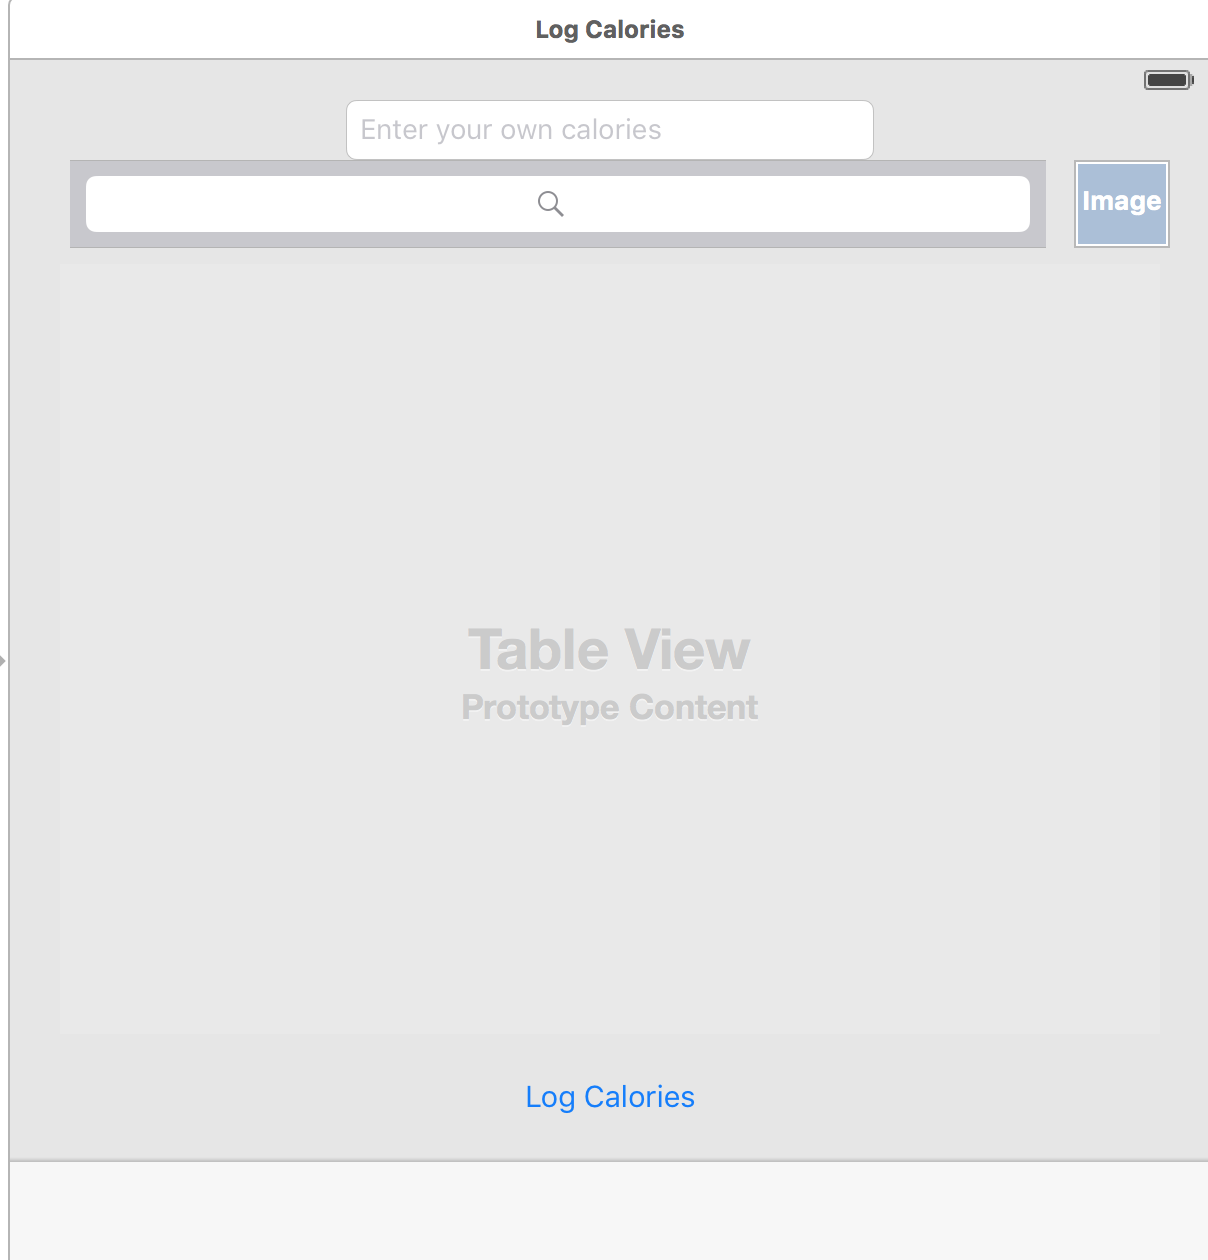 Log Calories
Enter your own calories
Image
Table View
Prototype Content
Log Calories